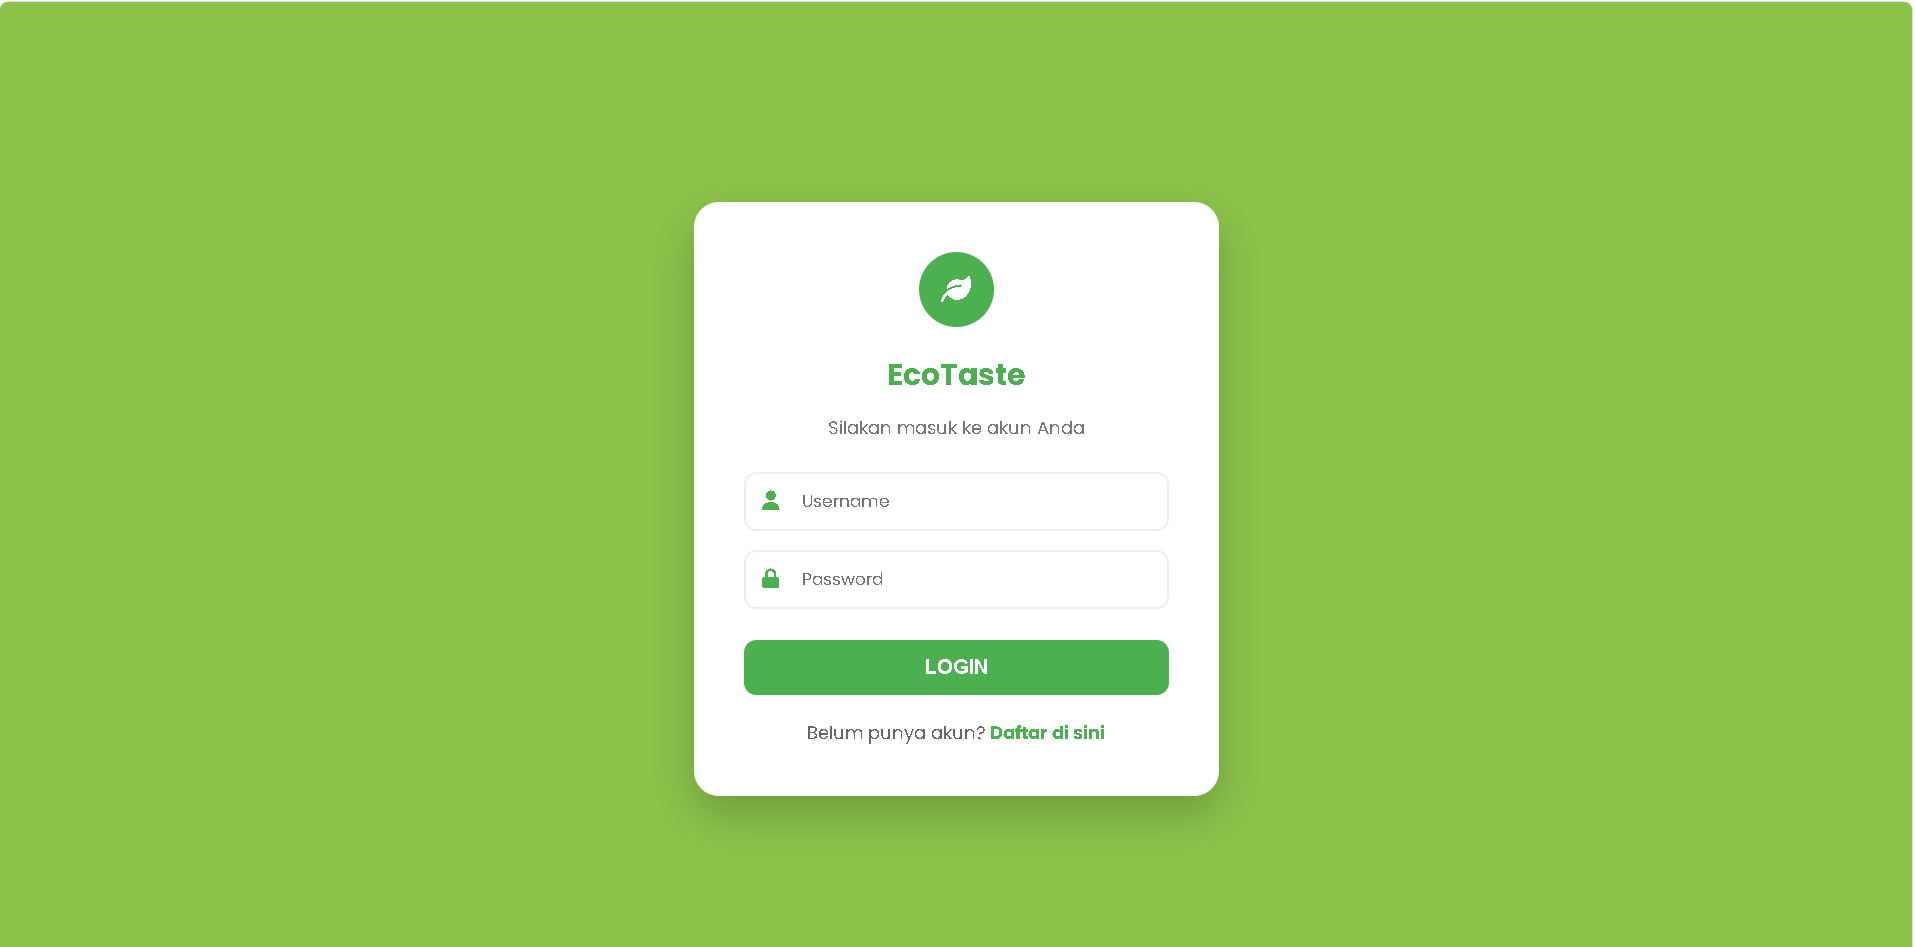 EcoTaste
Silakan masuk ke akun Anda
Username
Password
LOGIN
Belum punya akun? Daftar di sini